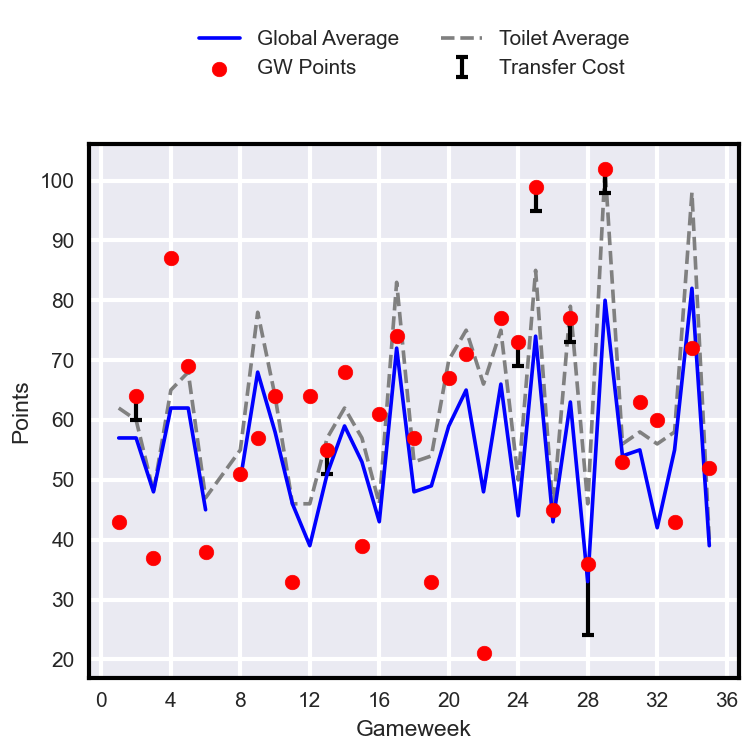 Global Average
Toilet Average
GW Points
Transfer Cost
100
90
80
70
60
50
40
30
20
Points
0 4 8 12 16 20 24 28 32 36
Gameweek